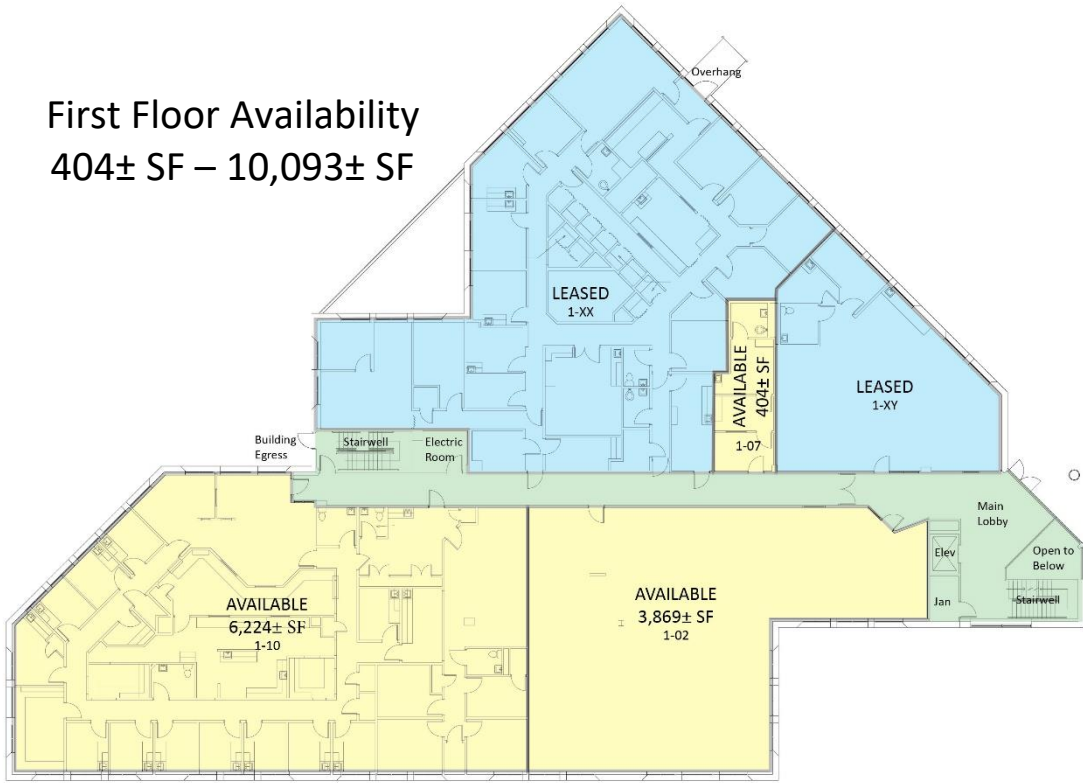 First Floor Availability
404± SF – 10,093± SF
Overhang
LEASED
1-XX
AVAILABLE
404± SF
1-07
LEASED
1-XY
Building
Egress
Stairwell
Electric
Room
Main
Lobby
Elev
Open to
Below
Jan
Stairwell
AVAILABLE
6,224± SF
1-10
AVAILABLE
3,869± SF
1-02